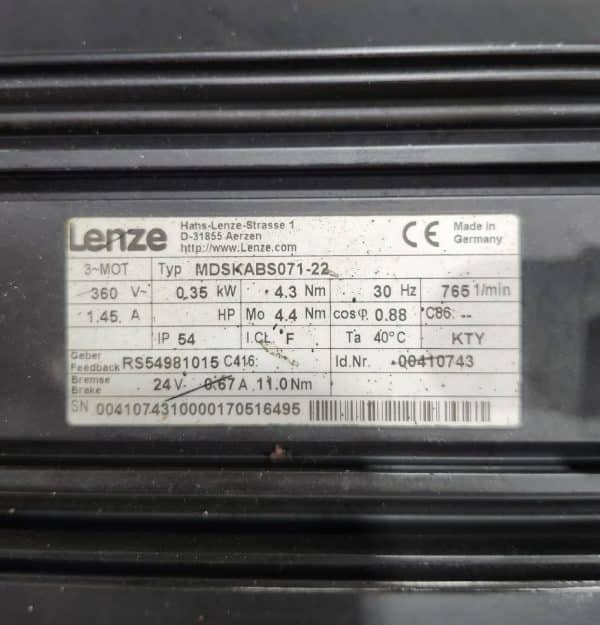 Lenze
Hans-Lenze-Strasse 1
D-31855 Aerzen
http://www.Lenze.com
CE
Made in
Germany
3~MOT Typ MDSKABS071-22
360 V~ 0.35 kW 4.3 Nm 30 Hz 765 1/min
1.45 A HP Mo 4.4 Nm cosφ 0.88 C86: --
IP 54 I.Cl. F Ta 40°C KTY
Geber
Feedback RS54981015 C416: Id.Nr. 00410743
Bremse
Brake 24 V 0.67 A 11.0 Nm
SN 0041074310000170516495